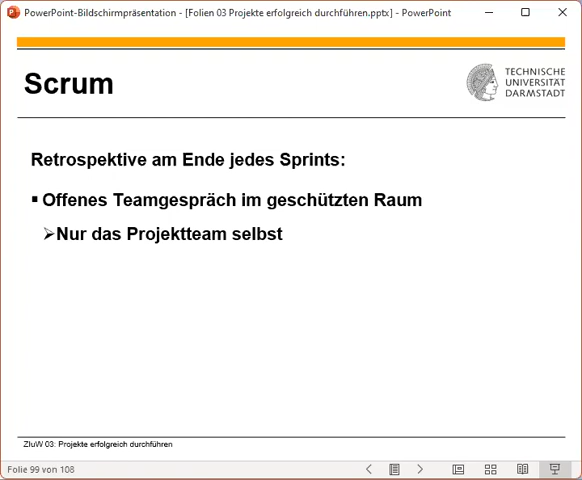 PowerPoint-Bildschirmpräsentation - [Folien 03 Projekte erfolgreich durchführen.pptx] - PowerPoint
Scrum
TECHNISCHE
UNIVERSITÄT
DARMSTADT
Retrospektive am Ende jedes Sprints:
▪ Offenes Teamgespräch im geschützten Raum
➢Nur das Projektteam selbst
ZIuW 03: Projekte erfolgreich durchführen
Folie 99 von 108